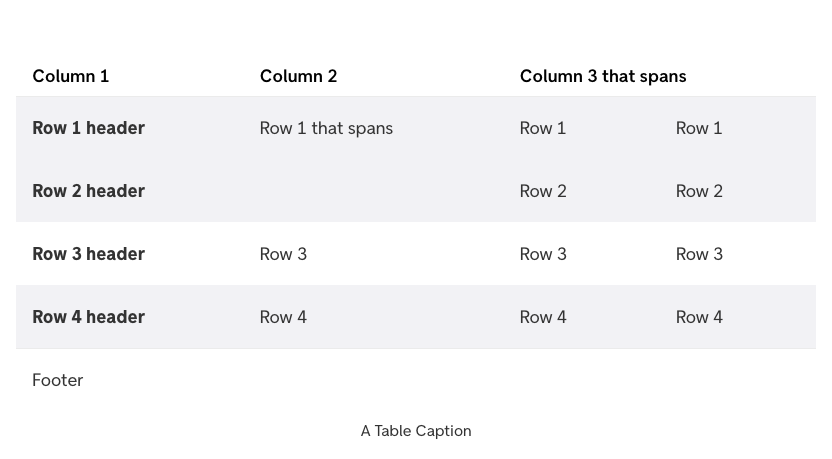 Column 1 Column 2 Column 3 that spans
Row 1 header Row 1 that spans Row 1 Row 1
Row 2 header Row 2 Row 2
Row 3 header Row 3 Row 3 Row 3
Row 4 header Row 4 Row 4 Row 4
Footer
A Table Caption